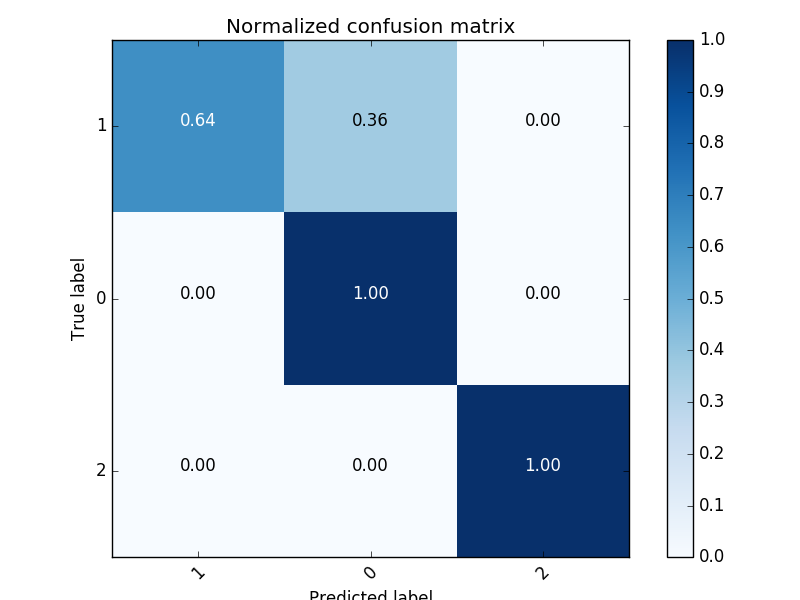 Normalized confusion matrix
1 0.64 0.36 0.00
0 0.00 1.00 0.00
2 0.00 0.00 1.00
True label
1 0 2
Predicted label
1.0
0.9
0.8
0.7
0.6
0.5
0.4
0.3
0.2
0.1
0.0